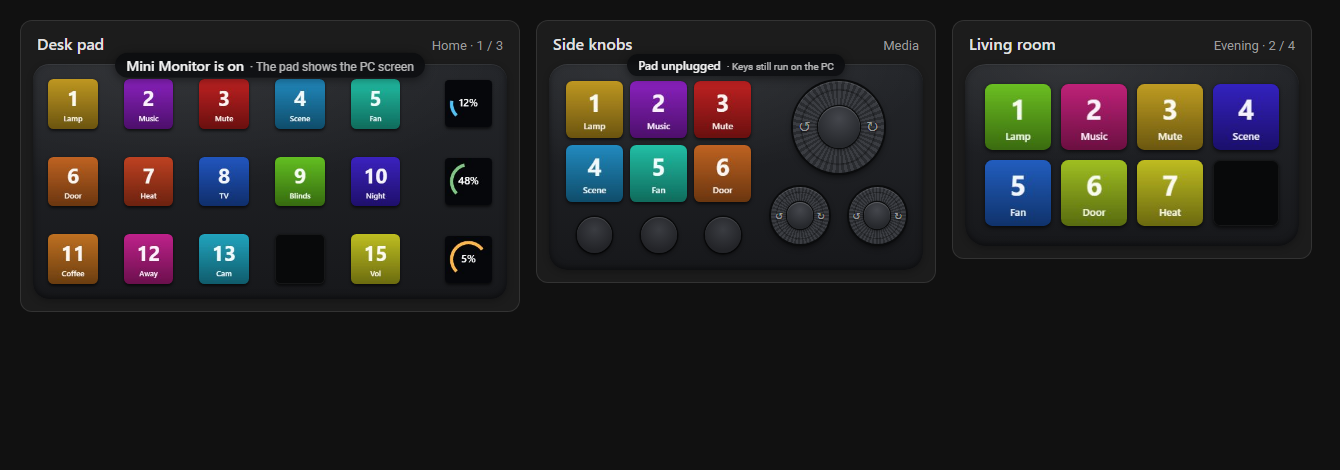 Desk pad
Home · 1 / 3
Mini Monitor is on · The pad shows the PC screen
1 2 3 4 5
Lamp Music Mute Scene Fan
12%
6 7 8 9 10
Door Heat TV Blinds Night
48%
11 12 13 15
Coffee Away Cam Vol
5%
Side knobs
Media
Pad unplugged · Keys still run on the PC
1 2 3
Lamp Music Mute
↺ ↻
4 5 6
Scene Fan Door
↺ ↻ ↺ ↻
Living room
Evening · 2 / 4
1 2 3 4
Lamp Music Mute Scene
5 6 7
Fan Door Heat